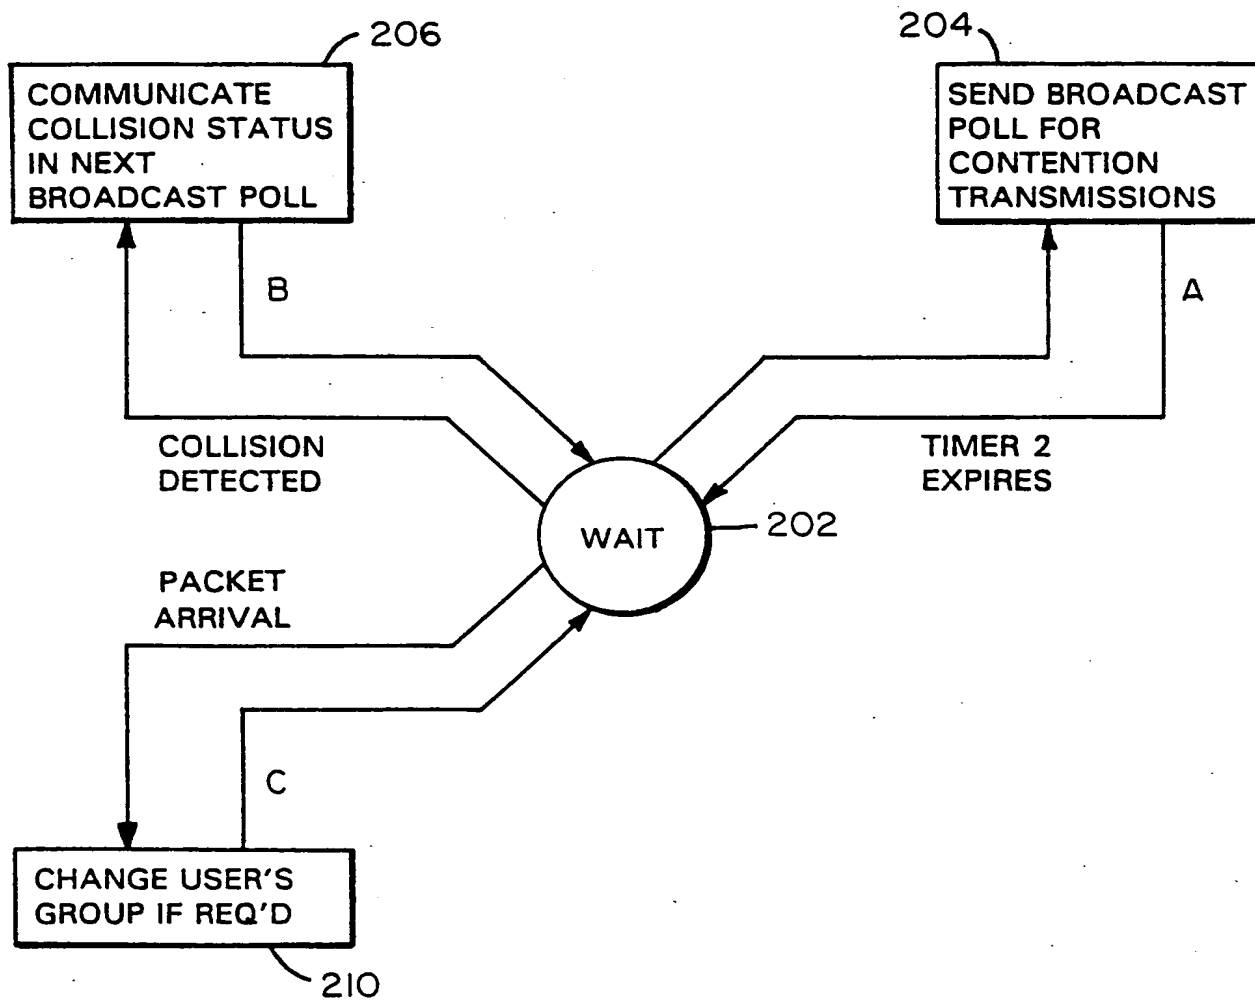 206
COMMUNICATE
COLLISION STATUS
IN NEXT
BROADCAST POLL
204
SEND BROADCAST
POLL FOR
CONTENTION
TRANSMISSIONS
B
A
COLLISION
DETECTED
TIMER 2
EXPIRES
WAIT
202
PACKET
ARRIVAL
C
CHANGE USER'S
GROUP IF REQ'D
210